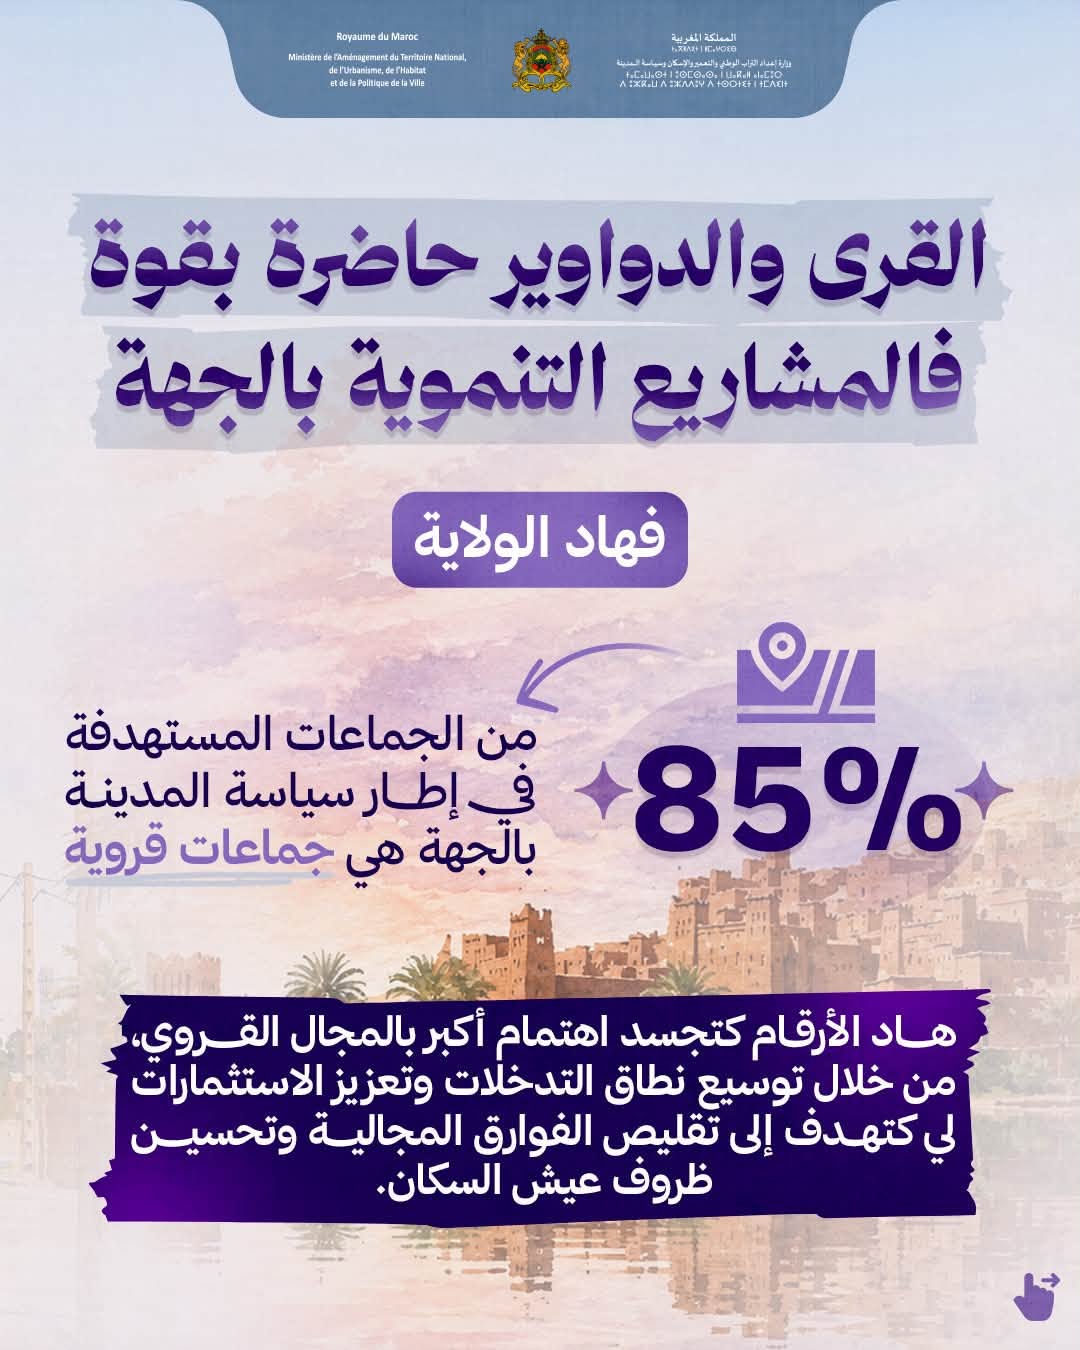 Royaume du Maroc
Ministère de l'Aménagement du Territoire National,
de l'Urbanisme, de l'Habitat
et de la Politique de la Ville
المملكة المغربية
ⵜⴰⴳⵍⴷⵉⵜ ⵏ ⵍⵎⵖⵔⵉⴱ
وزارة إعداد التراب الوطني والتعمير والإسكان وسياسة المدينة
القرى والدواوير حاضرة بقوة
فالمشاريع التنموية بالجهة
فهاد الولاية
85%
من الجماعات المستهدفة
في إطار سياسة المدينة
بالجهة هي جماعات قروية
هاد الأرقام كتجسد اهتمام أكبر بالمجال القروي،
من خلال توسيع نطاق التدخلات وتعزيز الاستثمارات
لي كتهدف إلى تقليص الفوارق المجالية وتحسين
ظروف عيش السكان.